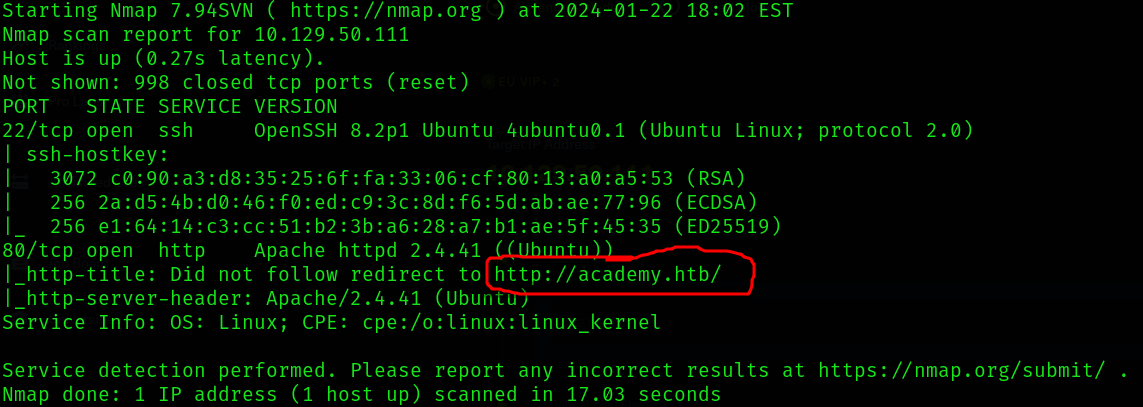 Starting Nmap 7.94SVN ( https://nmap.org ) at 2024-01-22 18:02 EST
Nmap scan report for 10.129.50.111
Host is up (0.27s latency).
Not shown: 998 closed tcp ports (reset)
PORT   STATE SERVICE VERSION
22/tcp open  ssh     OpenSSH 8.2p1 Ubuntu 4ubuntu0.1 (Ubuntu Linux; protocol 2.0)
| ssh-hostkey:
|   3072 c0:90:a3:d8:35:25:6f:fa:33:06:cf:80:13:a0:a5:53 (RSA)
|   256 2a:d5:4b:d0:46:f0:ed:c9:3c:8d:f6:5d:ab:ae:77:96 (ECDSA)
|_  256 e1:64:14:c3:cc:51:b2:3b:a6:28:a7:b1:ae:5f:45:35 (ED25519)
80/tcp open  http    Apache httpd 2.4.41 ((Ubuntu))
|_http-title: Did not follow redirect to http://academy.htb/
|_http-server-header: Apache/2.4.41 (Ubuntu)
Service Info: OS: Linux; CPE: cpe:/o:linux:linux_kernel
Service detection performed. Please report any incorrect results at https://nmap.org/submit/ .
Nmap done: 1 IP address (1 host up) scanned in 17.03 seconds